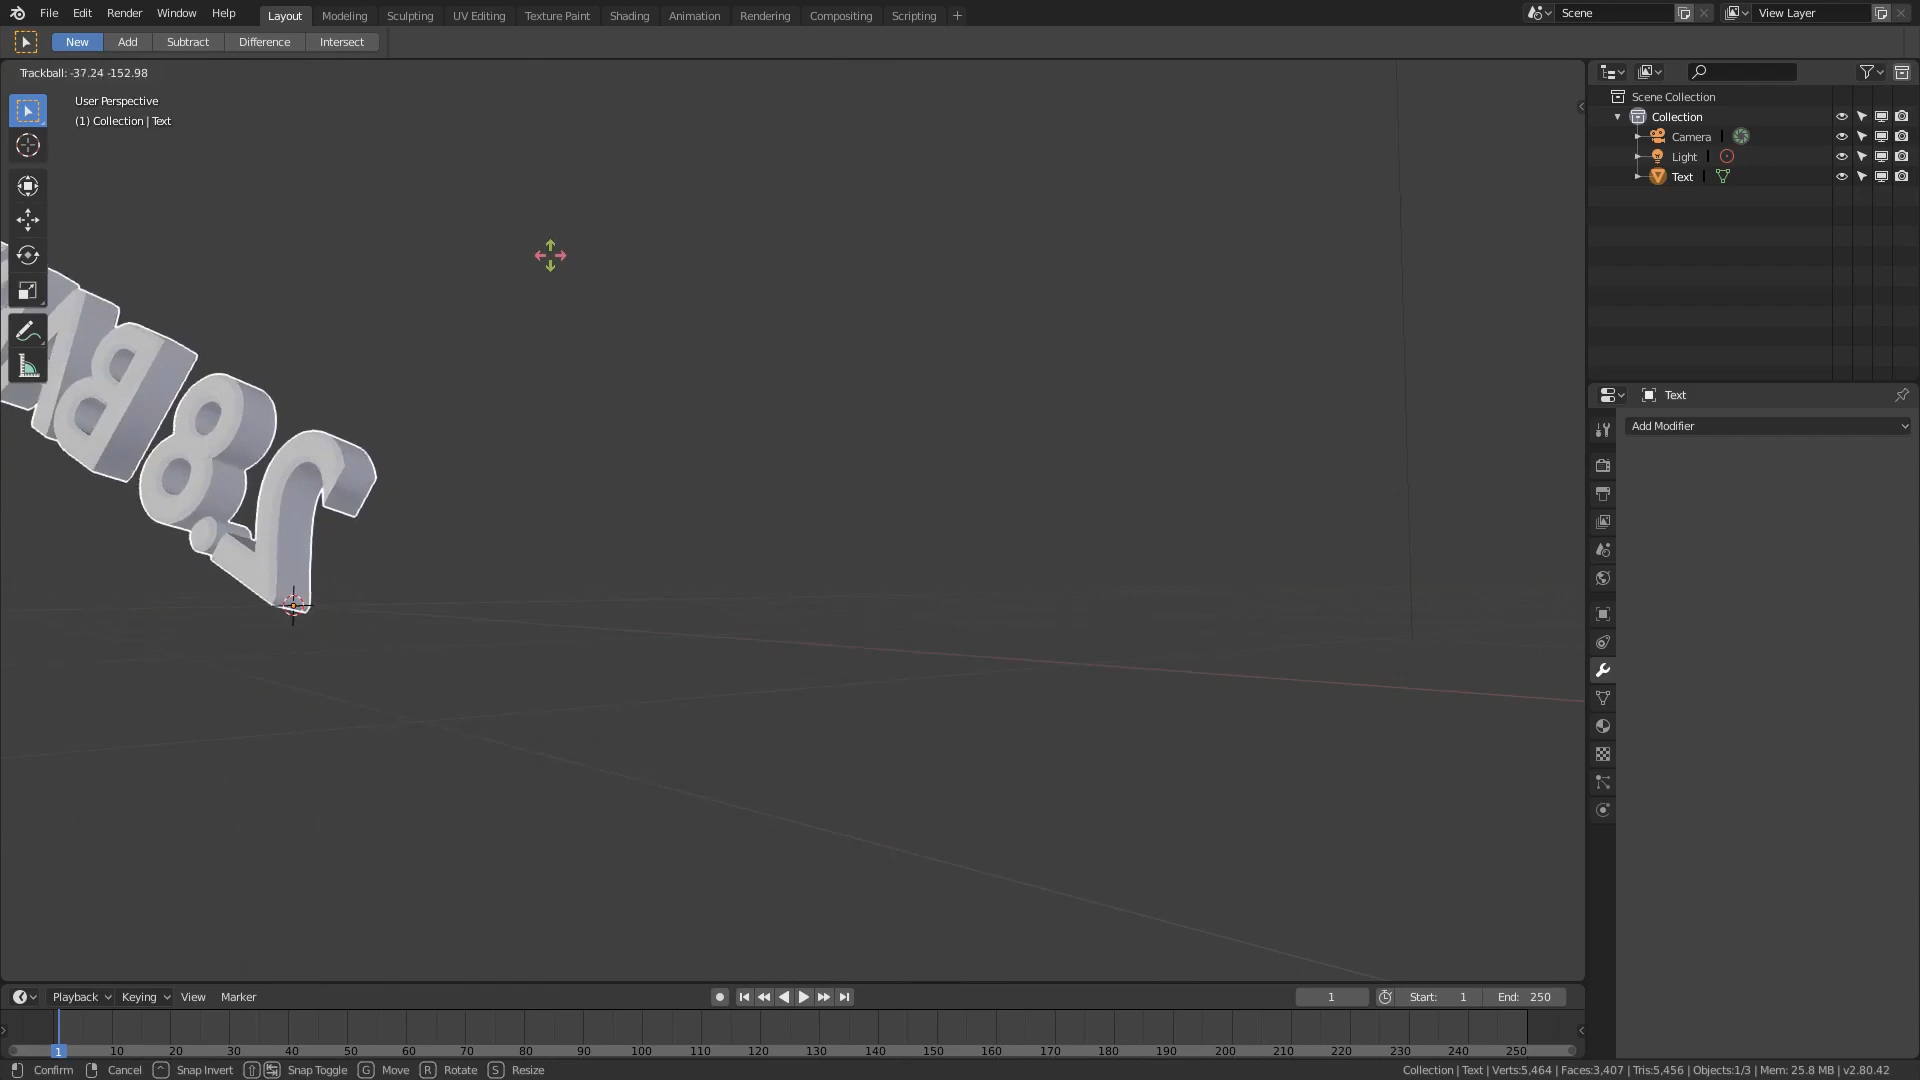 File Edit Render Window Help Layout Modeling Sculpting UV Editing Texture Paint Shading Animation Rendering Compositing Scripting + Scene View Layer
New Add Subtract Difference Intersect
Trackball: -37.24 -152.98
User Perspective
(1) Collection | Text
Scene Collection
Collection
Camera
Light
Text
Text
Add Modifier
2.8
Playback Keying View Marker 1 Start: 1 End: 250
1 10 20 30 40 50 60 70 80 90 100 110 120 130 140 150 160 170 180 190 200 210 220 230 240 250
Confirm Cancel ^ Snap Invert Snap Toggle G Move R Rotate S Resize Collection | Text | Verts:5,464 | Faces:3,407 | Tris:5,456 | Objects:1/3 | Mem: 25.8 MB | v2.80.42